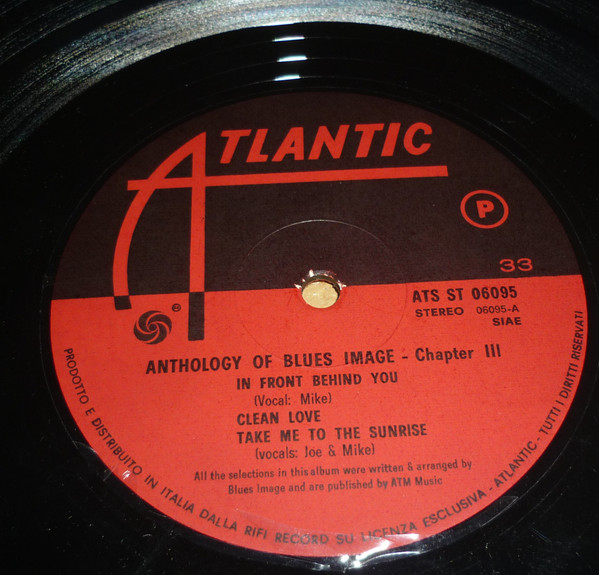 ATLANTIC
P
33
ATS ST 06095
STEREO 06095-A
SIAE
®
ANTHOLOGY OF BLUES IMAGE - Chapter III
IN FRONT BEHIND YOU
(Vocal: Mike)
CLEAN LOVE
TAKE ME TO THE SUNRISE
(vocals: Joe & Mike)
All the selections in this album were written & arranged by
Blues Image and are published by ATM Music
PRODOTTO E DISTRIBUITO IN ITALIA DALLA RIFI RECORD SU LICENZA ESCLUSIVA - ATLANTIC - TUTTI I DIRITTI RISERVATI